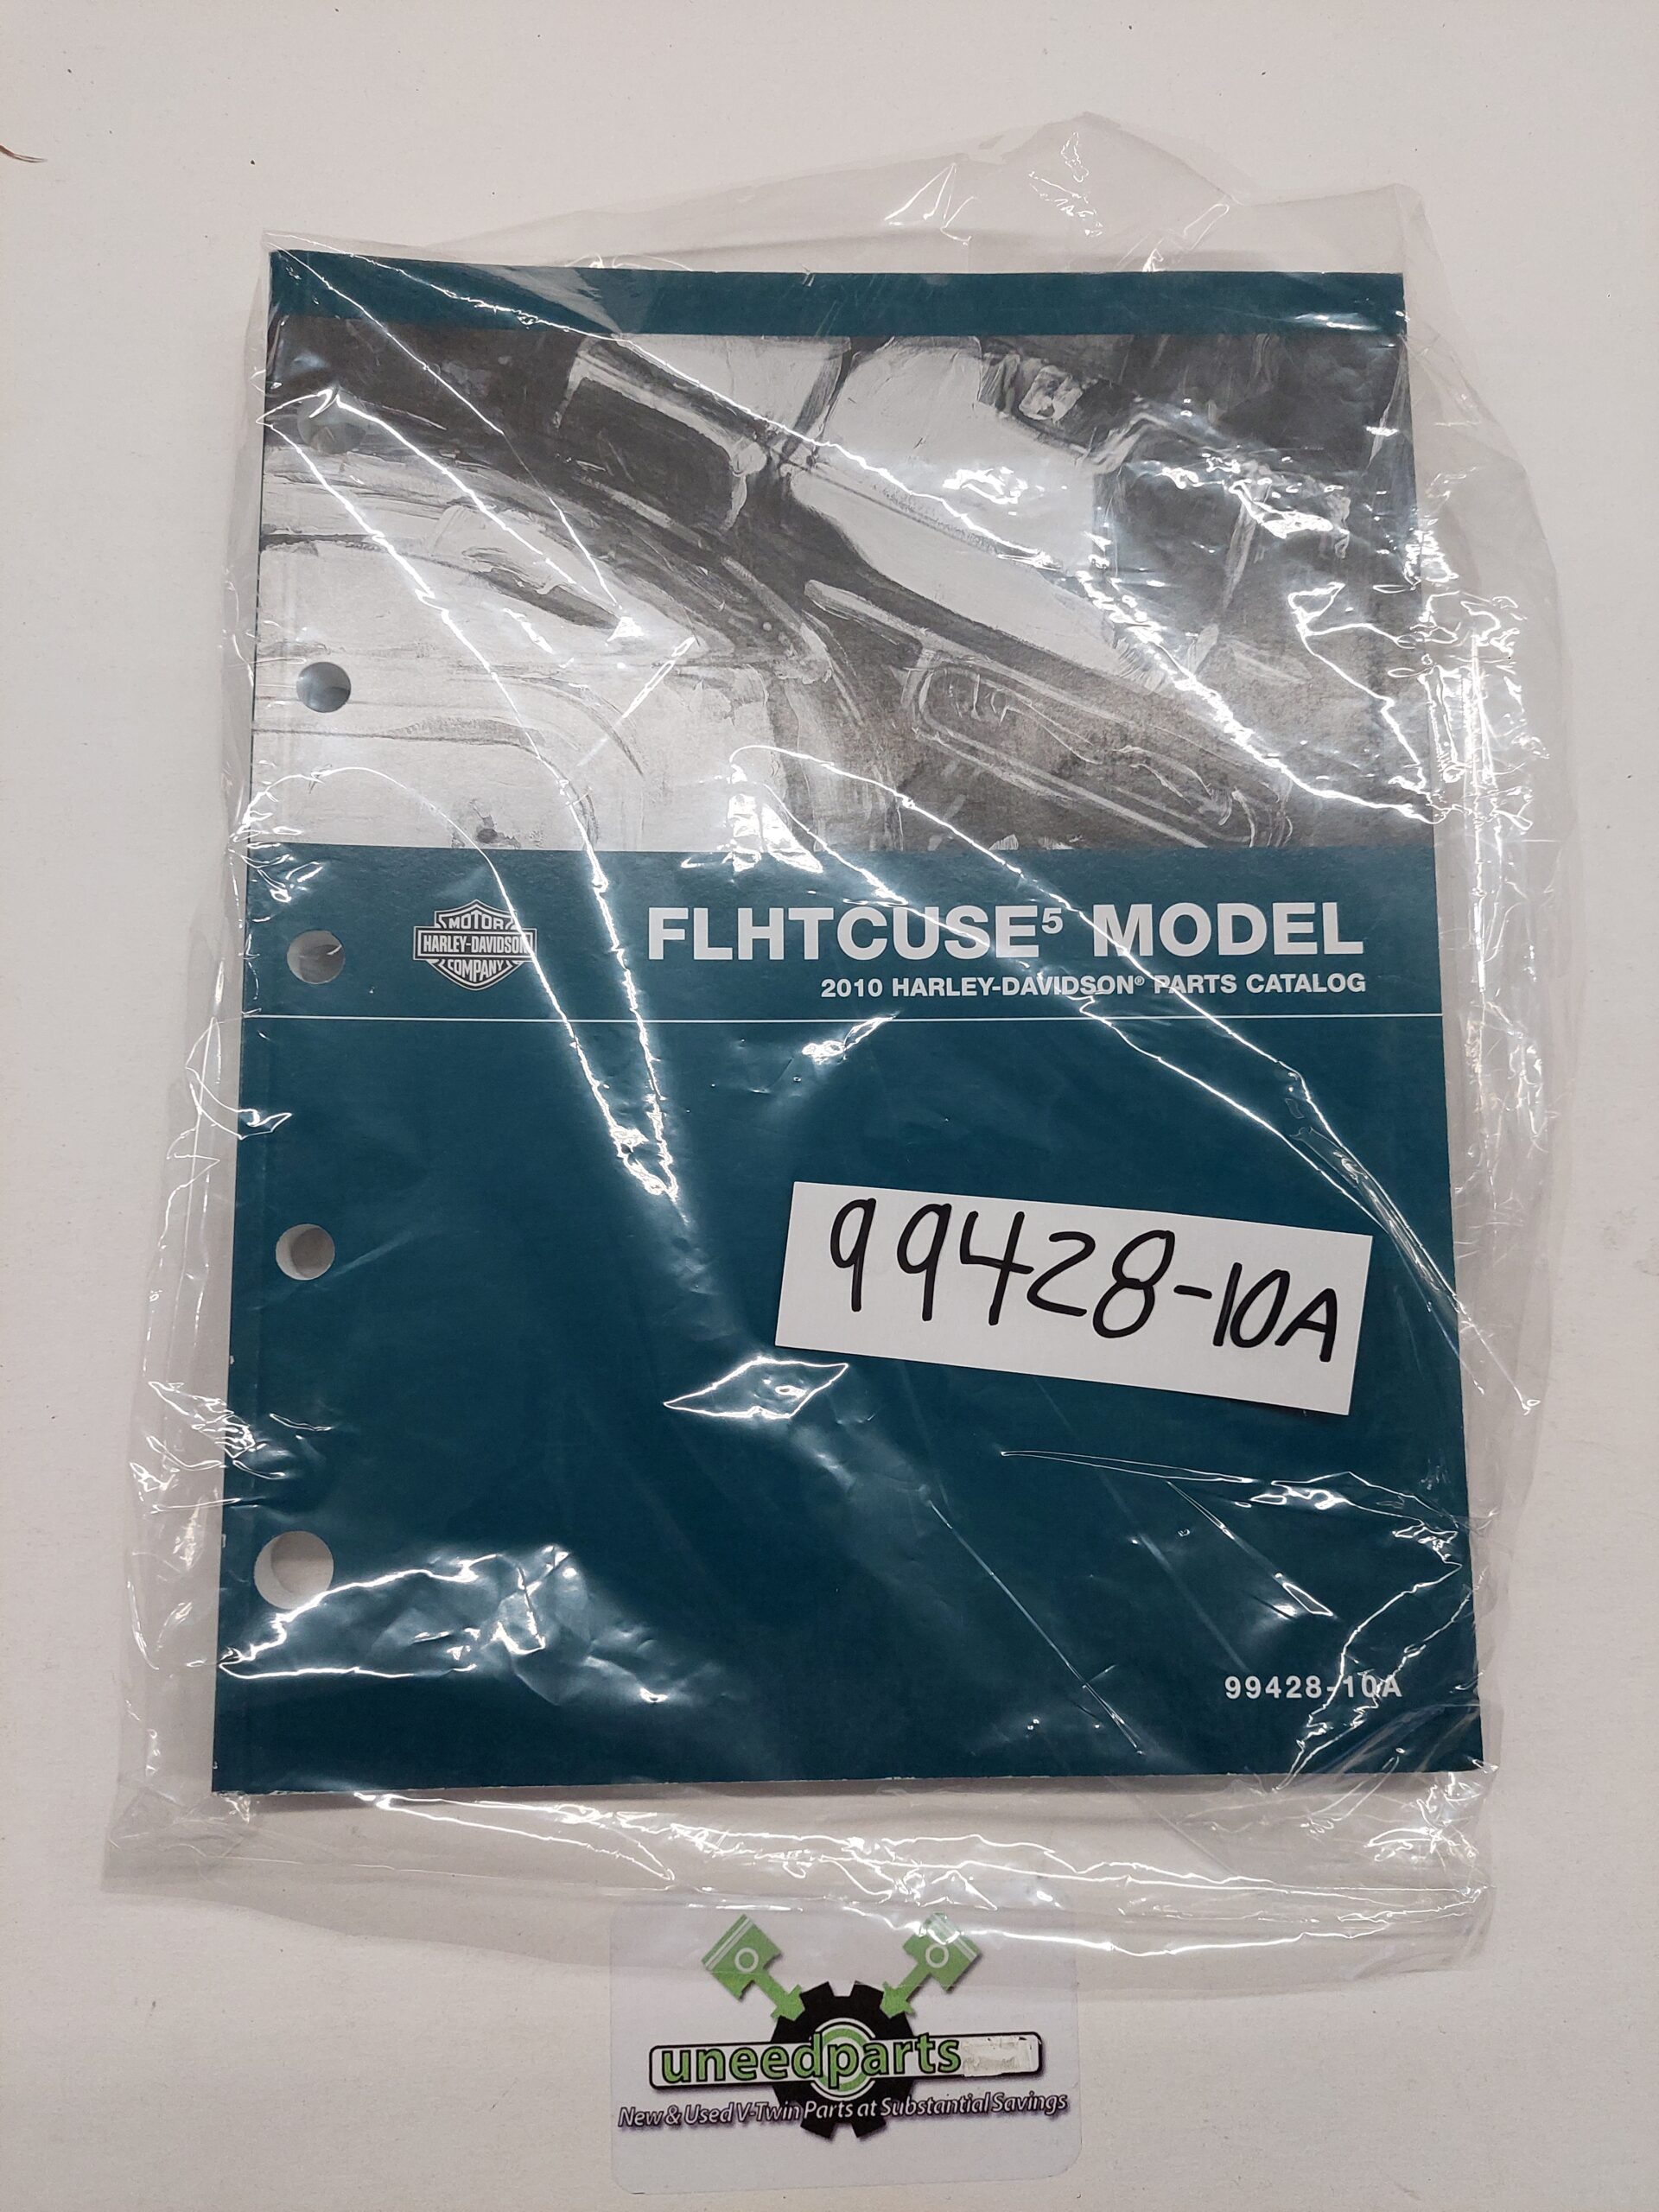 MOTOR
HARLEY-DAVIDSON
COMPANY
FLHTCUSE⁵ MODEL
2010 HARLEY-DAVIDSON® PARTS CATALOG
99428-10A
99428-10A
uneedparts
New & Used V-Twin Parts at Substantial Savings